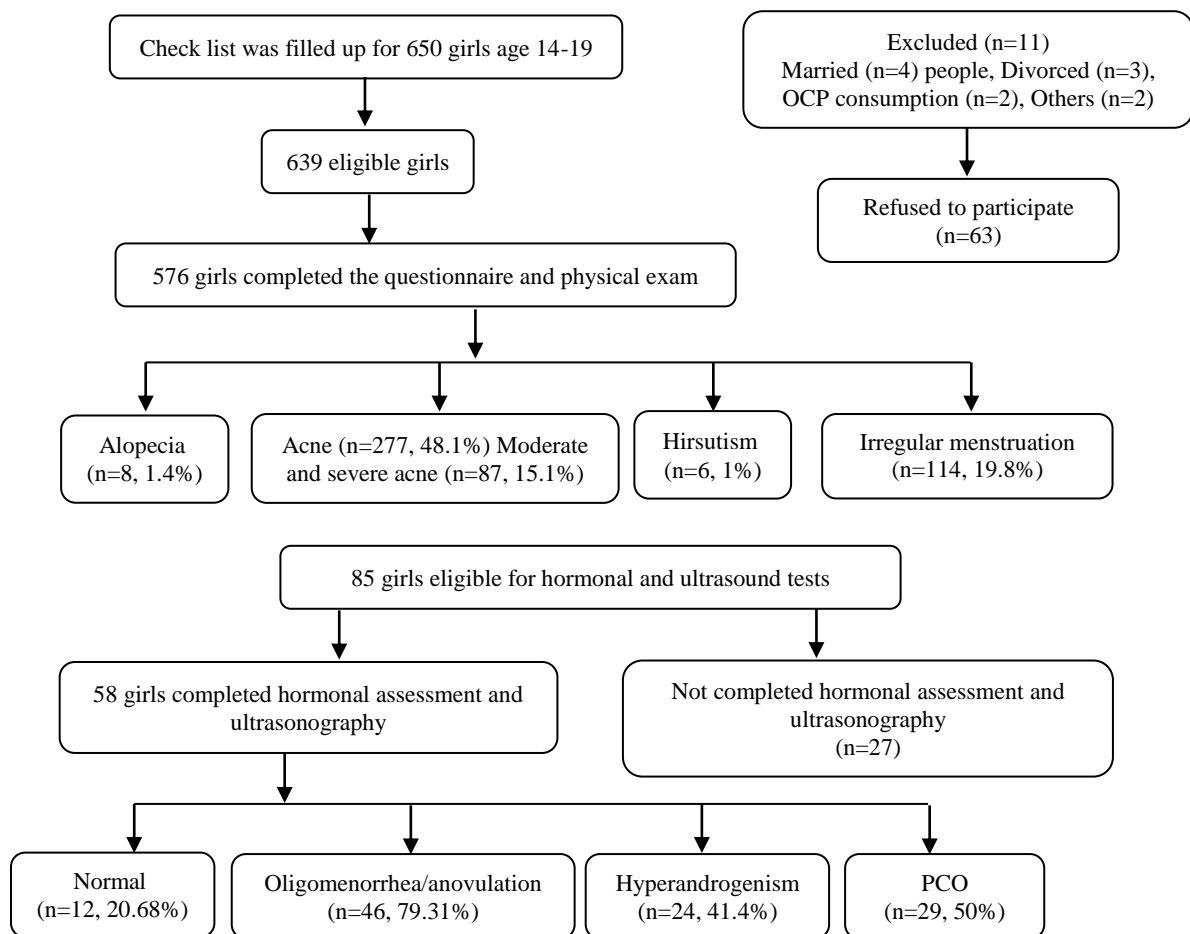 Check list was filled up for 650 girls age 14-19
Excluded (n=11)
Married (n=4) people, Divorced (n=3),
OCP consumption (n=2), Others (n=2)
639 eligible girls
Refused to participate
(n=63)
576 girls completed the questionnaire and physical exam
Alopecia
(n=8, 1.4%)
Acne (n=277, 48.1%) Moderate
and severe acne (n=87, 15.1%)
Hirsutism
(n=6, 1%)
Irregular menstruation
(n=114, 19.8%)
85 girls eligible for hormonal and ultrasound tests
58 girls completed hormonal assessment and
ultrasonography
Not completed hormonal assessment and
ultrasonography
(n=27)
Normal
(n=12, 20.68%)
Oligomenorrhea/anovulation
(n=46, 79.31%)
Hyperandrogenism
(n=24, 41.4%)
PCO
(n=29, 50%)